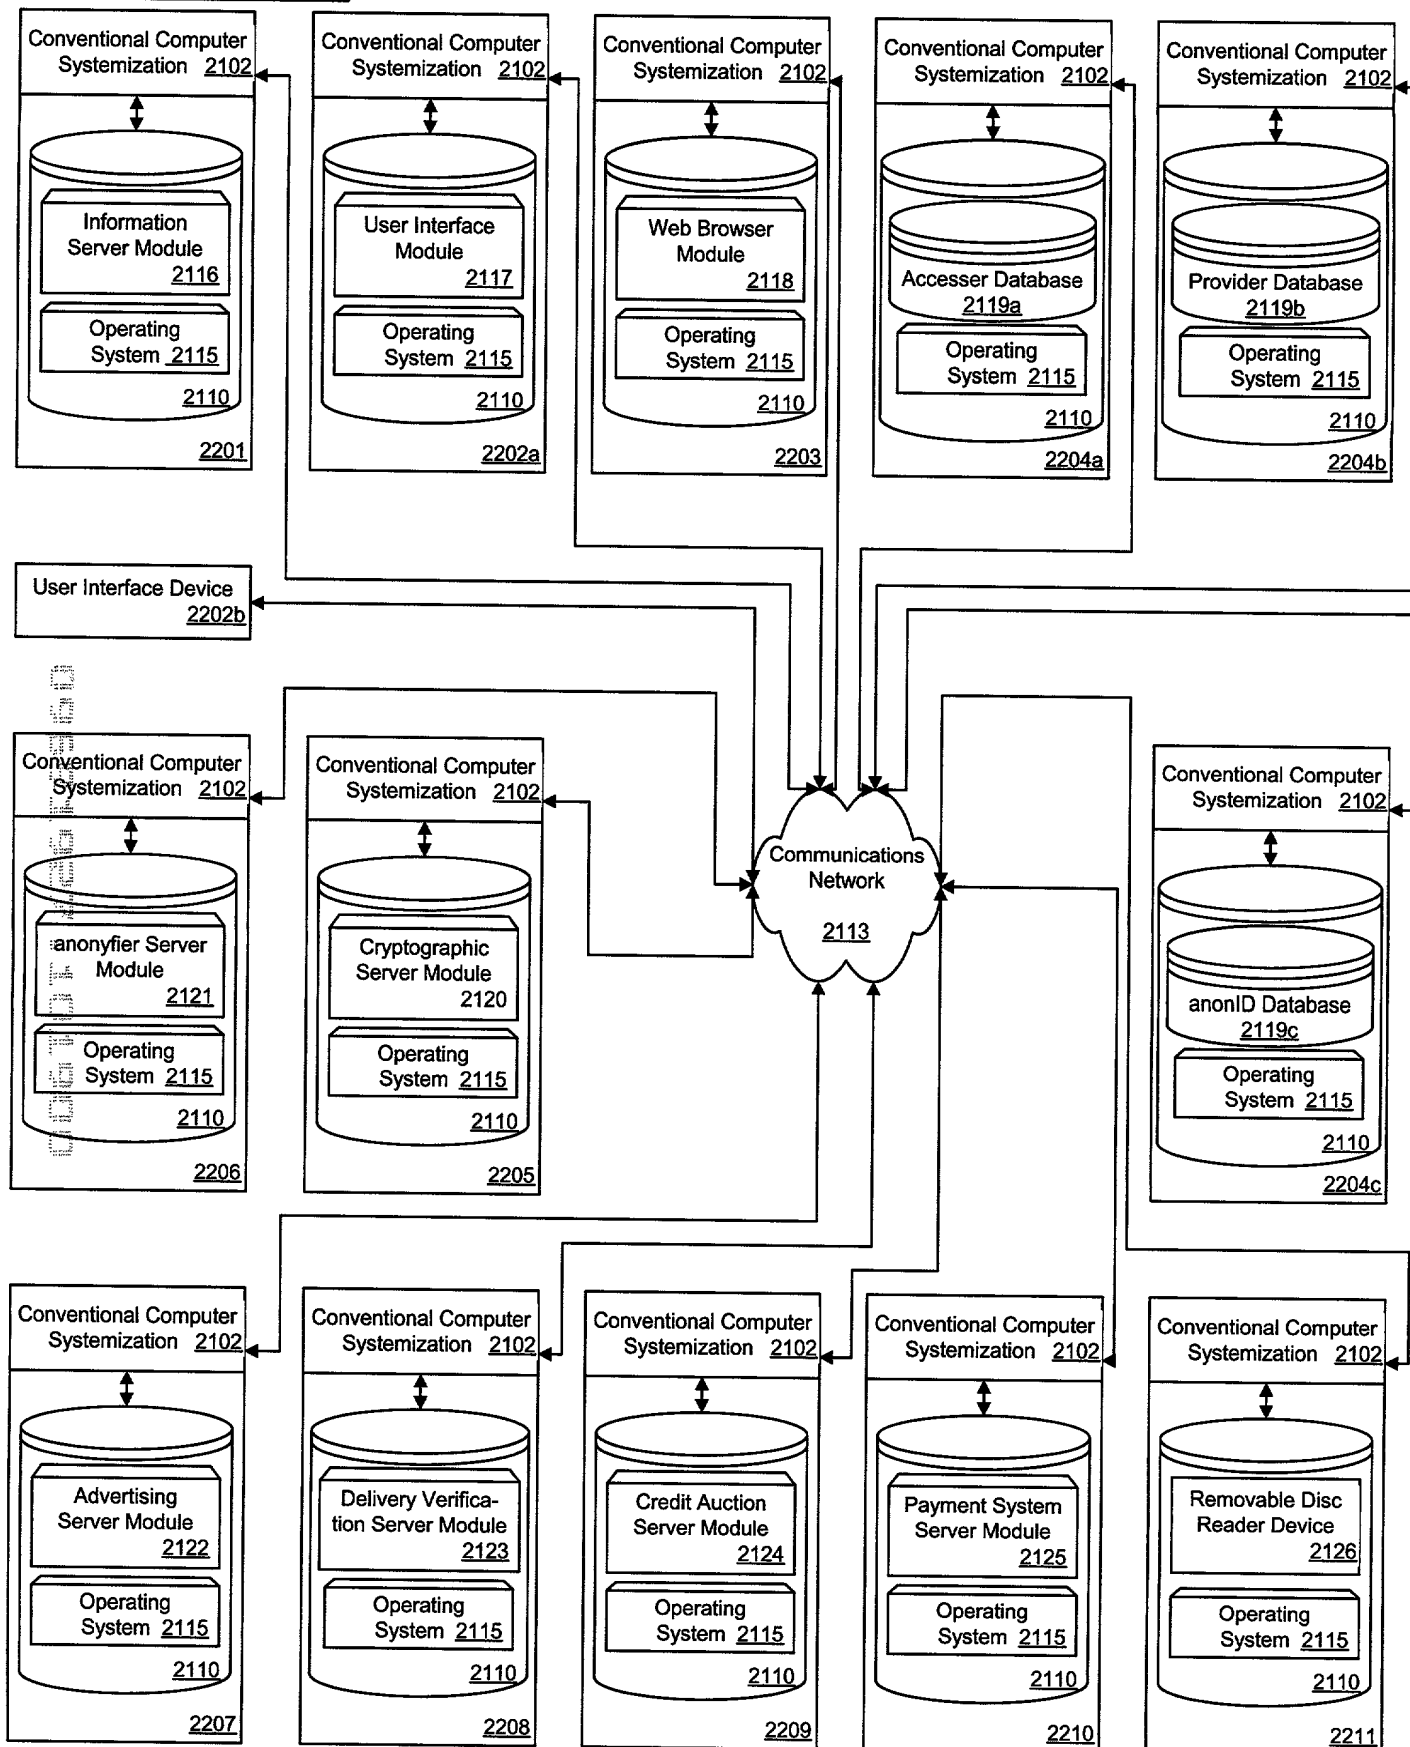 Conventional Computer
Systemization 2102
Information
Server Module
2116
Operating
System 2115
2110
2201
Conventional Computer
Systemization 2102
User Interface
Module
2117
Operating
System 2115
2110
2202a
Conventional Computer
Systemization 2102
Web Browser
Module
2118
Operating
System 2115
2110
2203
Conventional Computer
Systemization 2102
Accesser Database
2119a
Operating
System 2115
2110
2204a
Conventional Computer
Systemization 2102
Provider Database
2119b
Operating
System 2115
2110
2204b
User Interface Device
2202b
Conventional Computer
Systemization 2102
anonyfier Server
Module
2121
Operating
System 2115
2110
2206
Conventional Computer
Systemization 2102
Cryptographic
Server Module
2120
Operating
System 2115
2110
2205
Communications
Network
2113
Conventional Computer
Systemization 2102
anonID Database
2119c
Operating
System 2115
2110
2204c
Conventional Computer
Systemization 2102
Advertising
Server Module
2122
Operating
System 2115
2110
2207
Conventional Computer
Systemization 2102
Delivery Verifica-
tion Server Module
2123
Operating
System 2115
2110
2208
Conventional Computer
Systemization 2102
Credit Auction
Server Module
2124
Operating
System 2115
2110
2209
Conventional Computer
Systemization 2102
Payment System
Server Module
2125
Operating
System 2115
2110
2210
Conventional Computer
Systemization 2102
Removable Disc
Reader Device
2126
Operating
System 2115
2110
2211